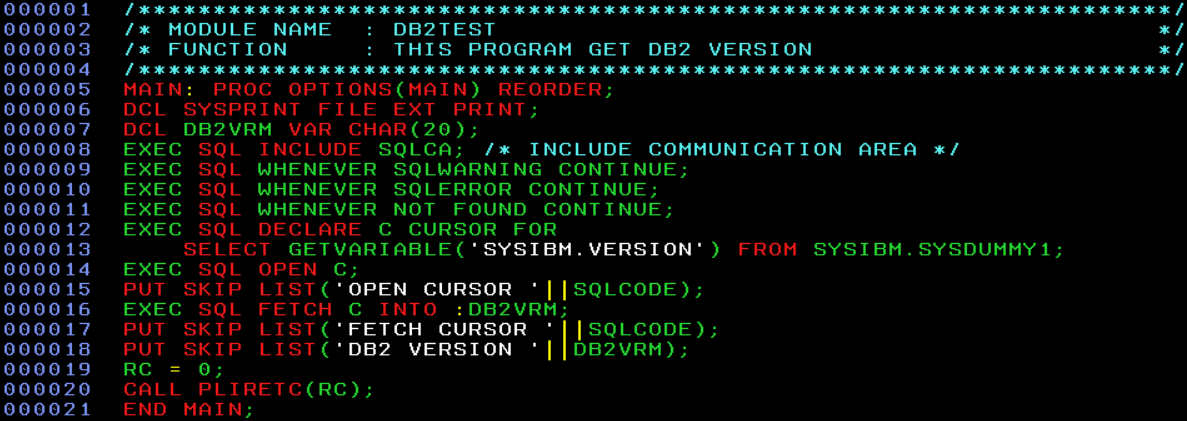 000001  /*********************************************************************/
000002  /* MODULE NAME  : DB2TEST                                            */
000003  /* FUNCTION     : THIS PROGRAM GET DB2 VERSION                       */
000004  /*********************************************************************/
000005  MAIN: PROC OPTIONS(MAIN) REORDER;
000006  DCL SYSPRINT FILE EXT PRINT;
000007  DCL DB2VRM VAR CHAR(20);
000008  EXEC SQL INCLUDE SQLCA; /* INCLUDE COMMUNICATION AREA */
000009  EXEC SQL WHENEVER SQLWARNING CONTINUE;
000010  EXEC SQL WHENEVER SQLERROR CONTINUE;
000011  EXEC SQL WHENEVER NOT FOUND CONTINUE;
000012  EXEC SQL DECLARE C CURSOR FOR
000013      SELECT GETVARIABLE('SYSIBM.VERSION') FROM SYSIBM.SYSDUMMY1;
000014  EXEC SQL OPEN C;
000015  PUT SKIP LIST('OPEN CURSOR '||SQLCODE);
000016  EXEC SQL FETCH C INTO :DB2VRM;
000017  PUT SKIP LIST('FETCH CURSOR '||SQLCODE);
000018  PUT SKIP LIST('DB2 VERSION '||DB2VRM);
000019  RC = 0;
000020  CALL PLIRETC(RC);
000021  END MAIN;